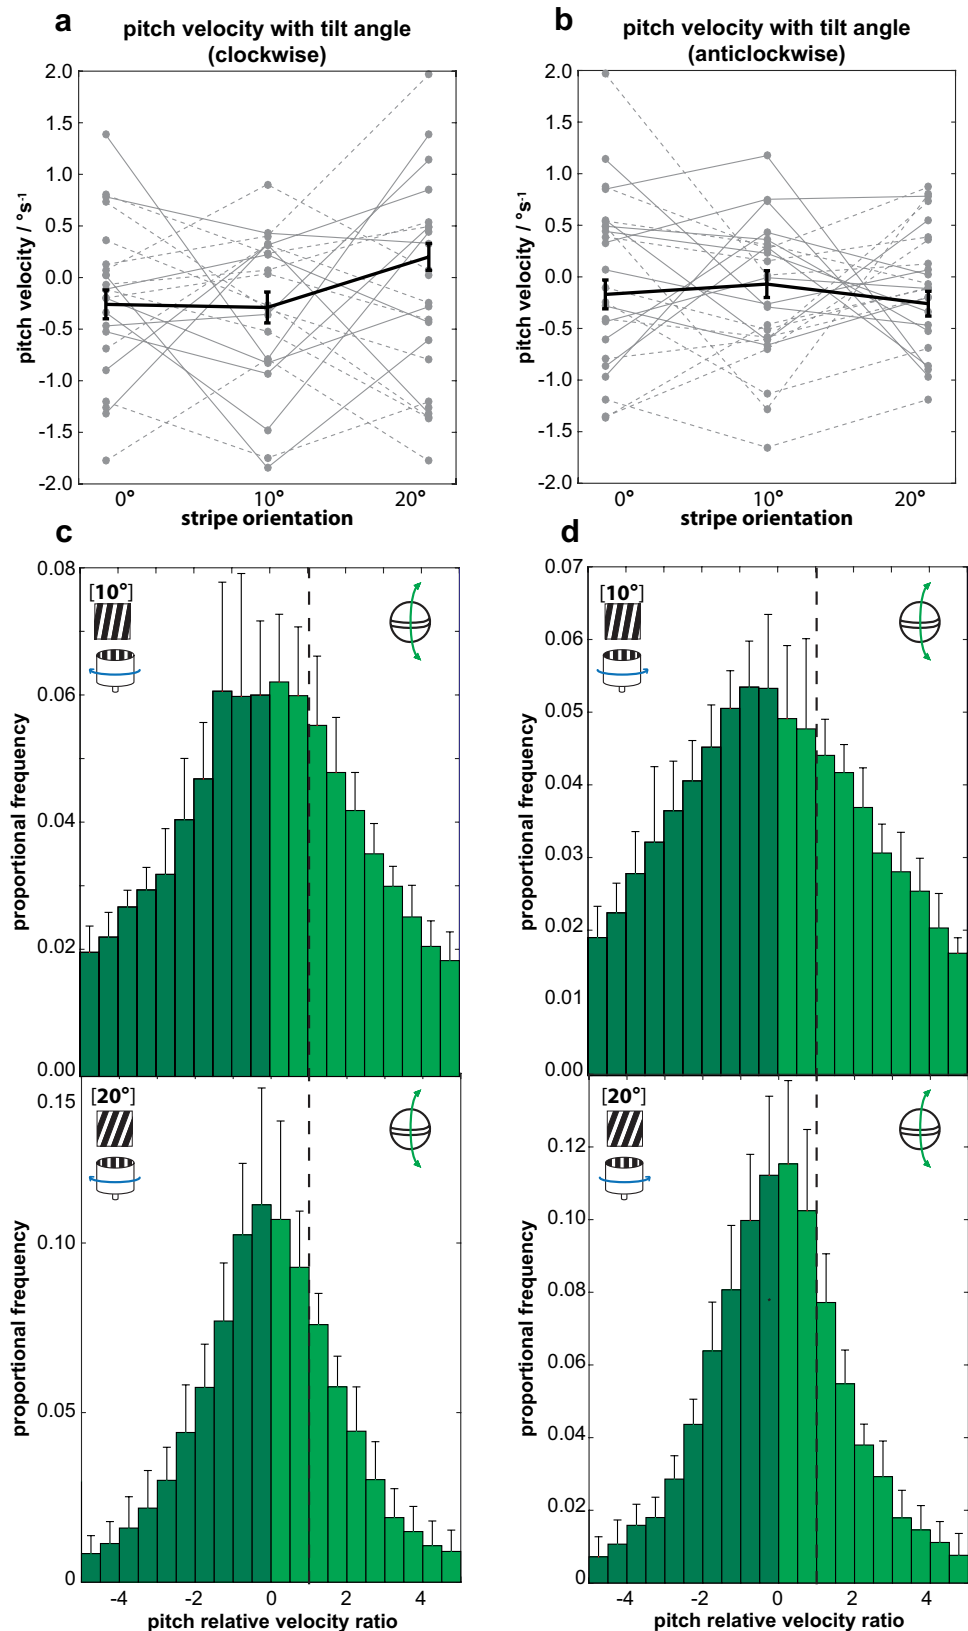 a
pitch velocity with tilt angle
(clockwise)
2.0
1.5
1.0
0.5
0.0
-0.5
-1.0
-1.5
-2.0
pitch velocity / °s⁻¹
0° 10° 20°
stripe orientation
b
pitch velocity with tilt angle
(anticlockwise)
2.0
1.5
1.0
0.5
0.0
-0.5
-1.0
-1.5
-2.0
pitch velocity / °s⁻¹
0° 10° 20°
stripe orientation
c
0.08
0.06
0.04
0.02
0.00
proportional frequency
[10°]
0.15
0.10
0.05
0
proportional frequency
[20°]
-4 -2 0 2 4
pitch relative velocity ratio
d
0.07
0.06
0.05
0.04
0.03
0.02
0.01
0.00
proportional frequency
[10°]
0.12
0.10
0.08
0.06
0.04
0.02
0
proportional frequency
[20°]
-4 -2 0 2 4
pitch relative velocity ratio